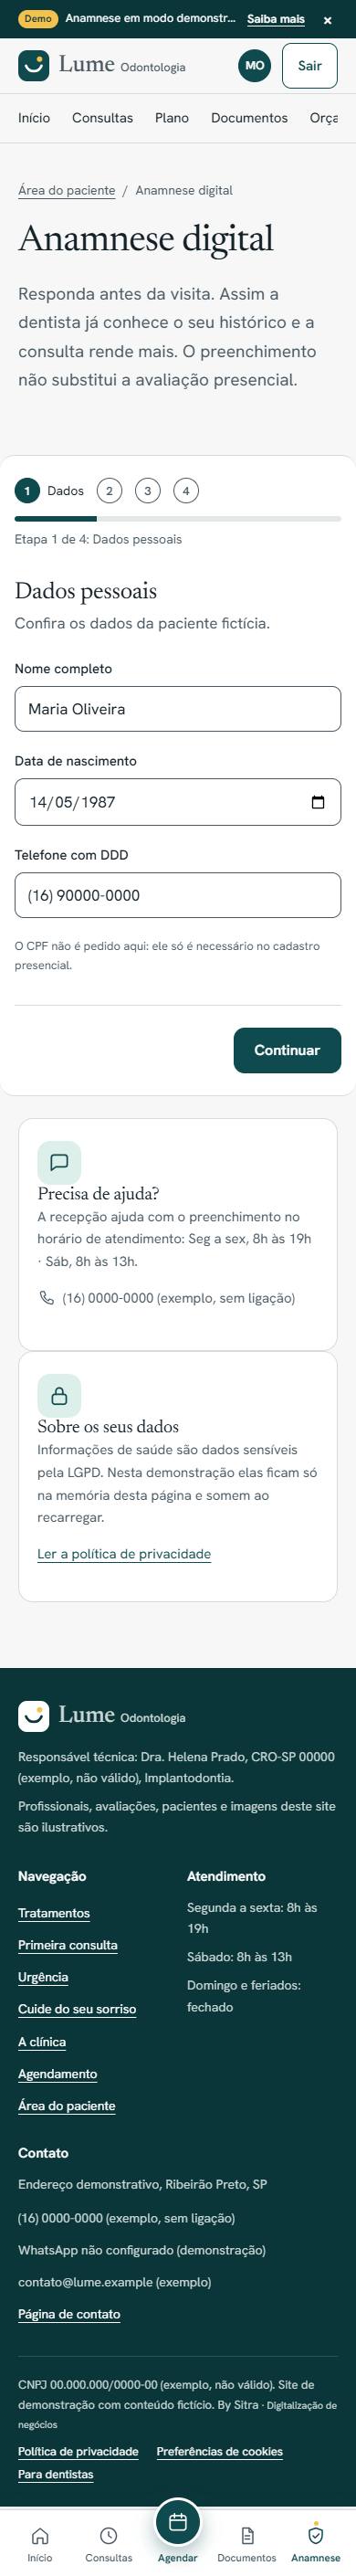 Demo Anamnese em modo demonstr... Saiba mais ×
Lume Odontologia MO Sair
Início Consultas Plano Documentos Orça
Área do paciente / Anamnese digital
Anamnese digital
Responda antes da visita. Assim a
dentista já conhece o seu histórico e a
consulta rende mais. O preenchimento
não substitui a avaliação presencial.
1 Dados 2 3 4
Etapa 1 de 4: Dados pessoais
Dados pessoais
Confira os dados da paciente fictícia.
Nome completo
Maria Oliveira
Data de nascimento
14/05/1987
Telefone com DDD
(16) 90000-0000
O CPF não é pedido aqui: ele só é necessário no cadastro
presencial.
Continuar
Precisa de ajuda?
A recepção ajuda com o preenchimento no
horário de atendimento: Seg a sex, 8h às 19h
· Sáb, 8h às 13h.
(16) 0000-0000 (exemplo, sem ligação)
Sobre os seus dados
Informações de saúde são dados sensíveis
pela LGPD. Nesta demonstração elas ficam só
na memória desta página e somem ao
recarregar.
Ler a política de privacidade
Lume Odontologia
Responsável técnica: Dra. Helena Prado, CRO-SP 00000
(exemplo, não válido), Implantodontia.
Profissionais, avaliações, pacientes e imagens deste site
são ilustrativos.
Navegação
Tratamentos
Primeira consulta
Urgência
Cuide do seu sorriso
A clínica
Agendamento
Área do paciente
Atendimento
Segunda a sexta: 8h às
19h
Sábado: 8h às 13h
Domingo e feriados:
fechado
Contato
Endereço demonstrativo, Ribeirão Preto, SP
(16) 0000-0000 (exemplo, sem ligação)
WhatsApp não configurado (demonstração)
contato@lume.example (exemplo)
Página de contato
CNPJ 00.000.000/0000-00 (exemplo, não válido). Site de
demonstração com conteúdo fictício. By Sitra · Digitalização de
negócios
Política de privacidade Preferências de cookies
Para dentistas
Início Consultas Agendar Documentos Anamnese